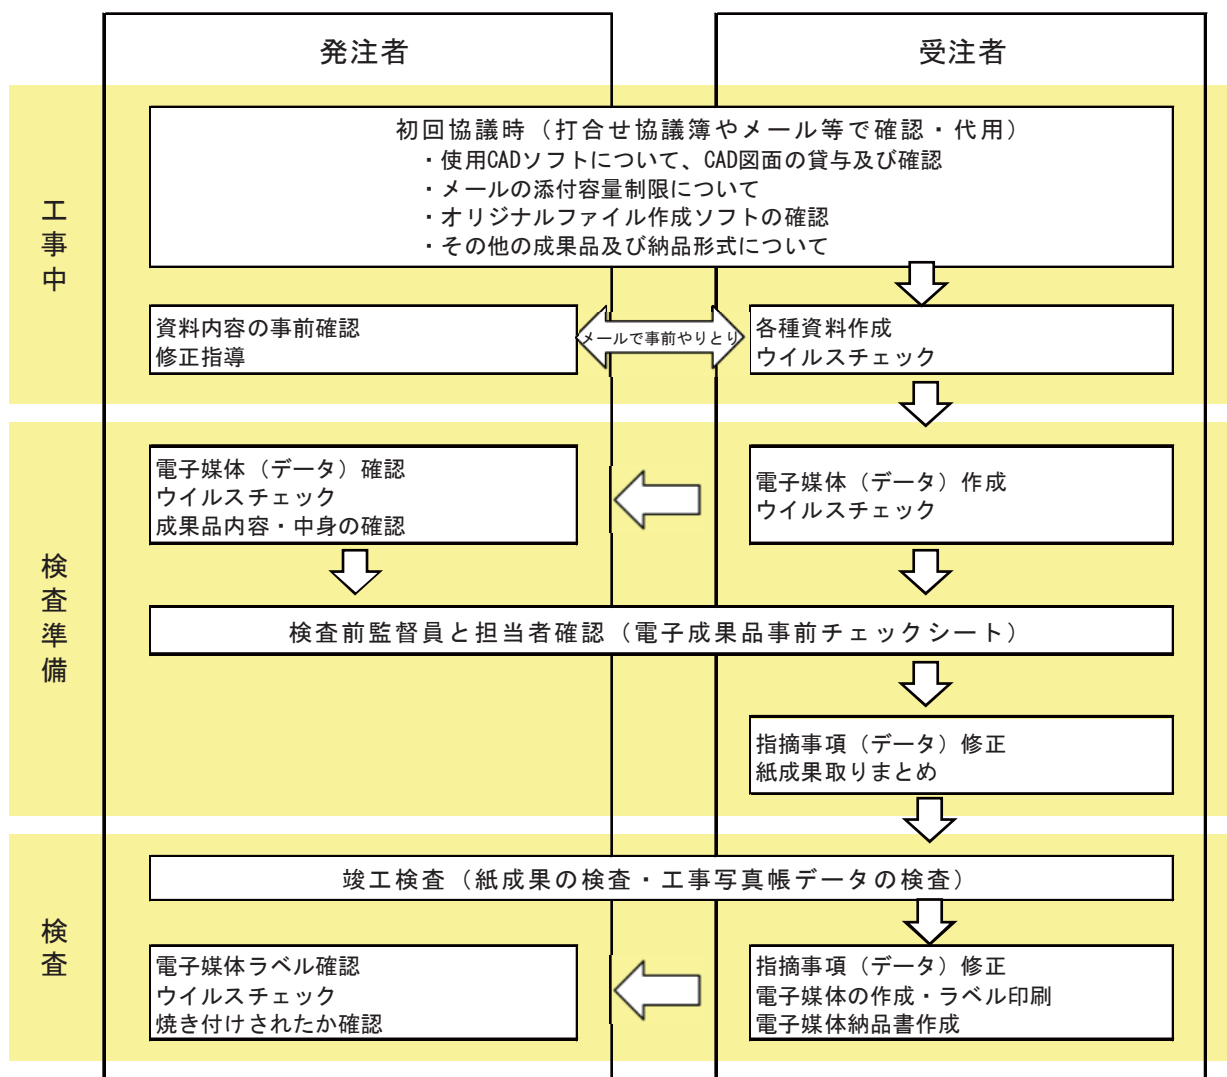 発注者
受注者
工事中
初回協議時（打合せ協議簿やメール等で確認・代用）
・使用CADソフトについて、CAD図面の貸与及び確認
・メールの添付容量制限について
・オリジナルファイル作成ソフトの確認
・その他の成果品及び納品形式について
資料内容の事前確認
修正指導
メールで事前やりとり
各種資料作成
ウイルスチェック
検査準備
電子媒体（データ）確認
ウイルスチェック
成果品内容・中身の確認
電子媒体（データ）作成
ウイルスチェック
検査前監督員と担当者確認（電子成果品事前チェックシート）
指摘事項（データ）修正
紙成果取りまとめ
検査
竣工検査（紙成果の検査・工事写真帳データの検査）
電子媒体ラベル確認
ウイルスチェック
焼き付けされたか確認
指摘事項（データ）修正
電子媒体の作成・ラベル印刷
電子媒体納品書作成